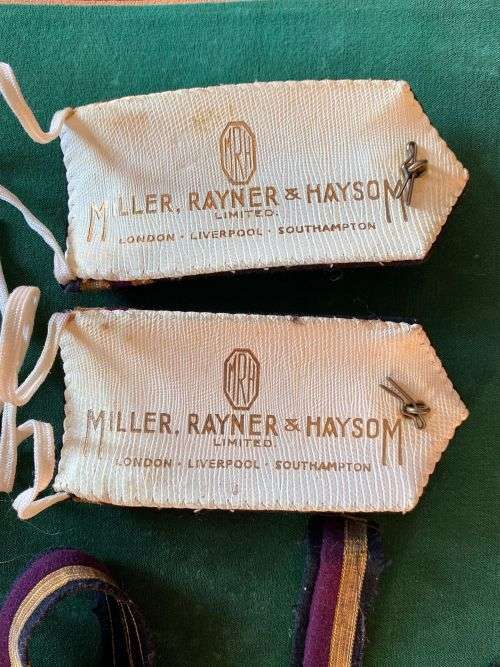 MRH
MILLER, RAYNER & HAYSOM
LIMITED.
LONDON · LIVERPOOL · SOUTHAMPTON
MRH
MILLER, RAYNER & HAYSOM
LIMITED
LONDON · LIVERPOOL · SOUTHAMPTON